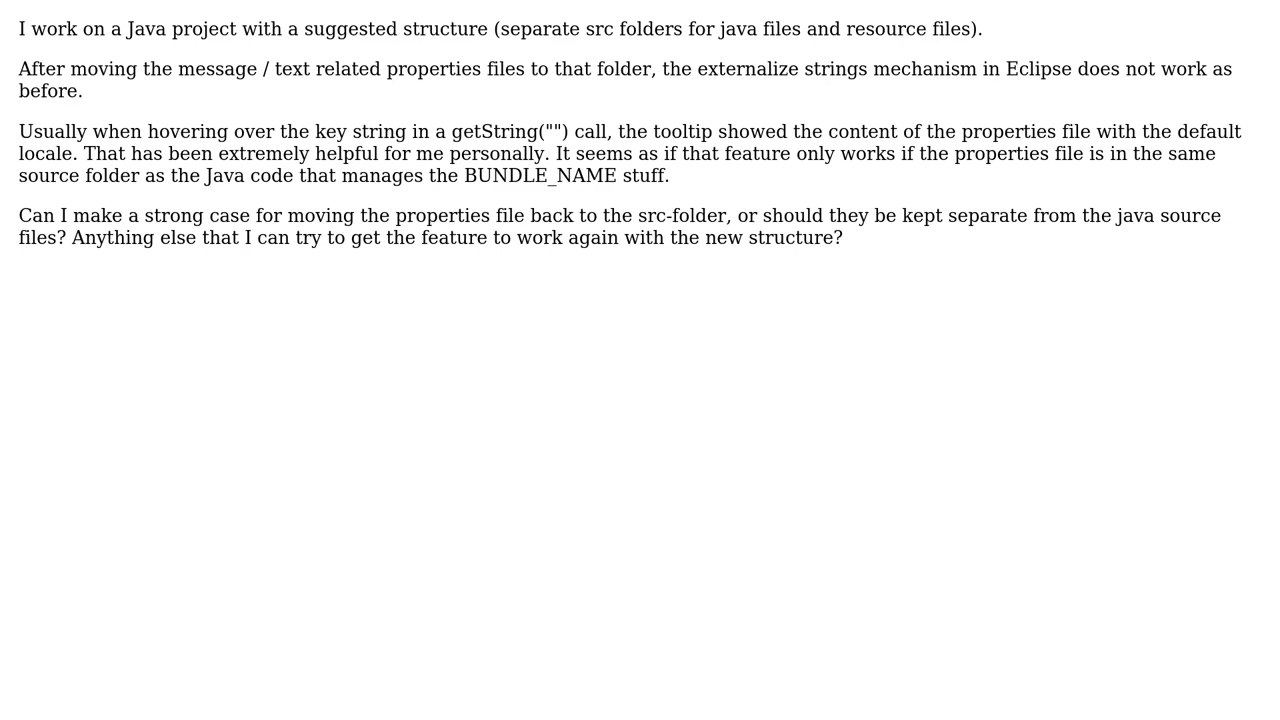 I work on a Java project with a suggested structure (separate src folders for java files and resource files).
After moving the message / text related properties files to that folder, the externalize strings mechanism in Eclipse does not work as
before.
Usually when hovering over the key string in a getString("") call, the tooltip showed the content of the properties file with the default
locale. That has been extremely helpful for me personally. It seems as if that feature only works if the properties file is in the same
source folder as the Java code that manages the BUNDLE_NAME stuff.
Can I make a strong case for moving the properties file back to the src-folder, or should they be kept separate from the java source
files? Anything else that I can try to get the feature to work again with the new structure?